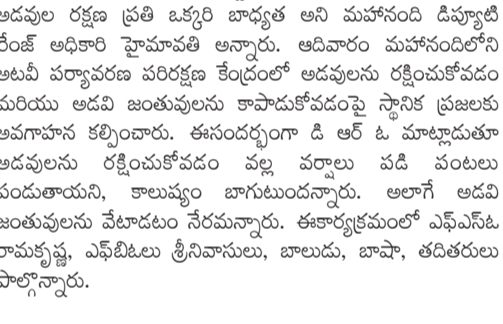 అడవుల రక్షణ ప్రతి ఒక్కరి బాధ్యత అని మహానంది డిప్యూటి
రేంజ్ అధికారి హైమావతి అన్నారు. ఆదివారం మహానందిలోని
అటవీ పర్యావరణ పరిరక్షణ కేంద్రంలో అడవులను రక్షించుకోవడం
మరియు అడవి జంతువులను కాపాడుకోవడంపై స్థానిక ప్రజలకు
అవగాహన కల్పించారు. ఈసందర్భంగా డి ఆర్ ఓ మాట్లాడుతూ
అడవులను రక్షించుకోవడం వల్ల వర్షాలు పడి పంటలు
పండుతాయని, కాలుష్యం బాగుటుందన్నారు. అలాగే అడవి
జంతువులను వేటాడటం నేరమన్నారు. ఈకార్యక్రమంలో ఎఫ్ఎస్ఓ
రామకృష్ణ, ఎఫ్‌బిఓలు శ్రీనివాసులు, బాలుడు, బాషా, తదితరులు
పాల్గొన్నారు.